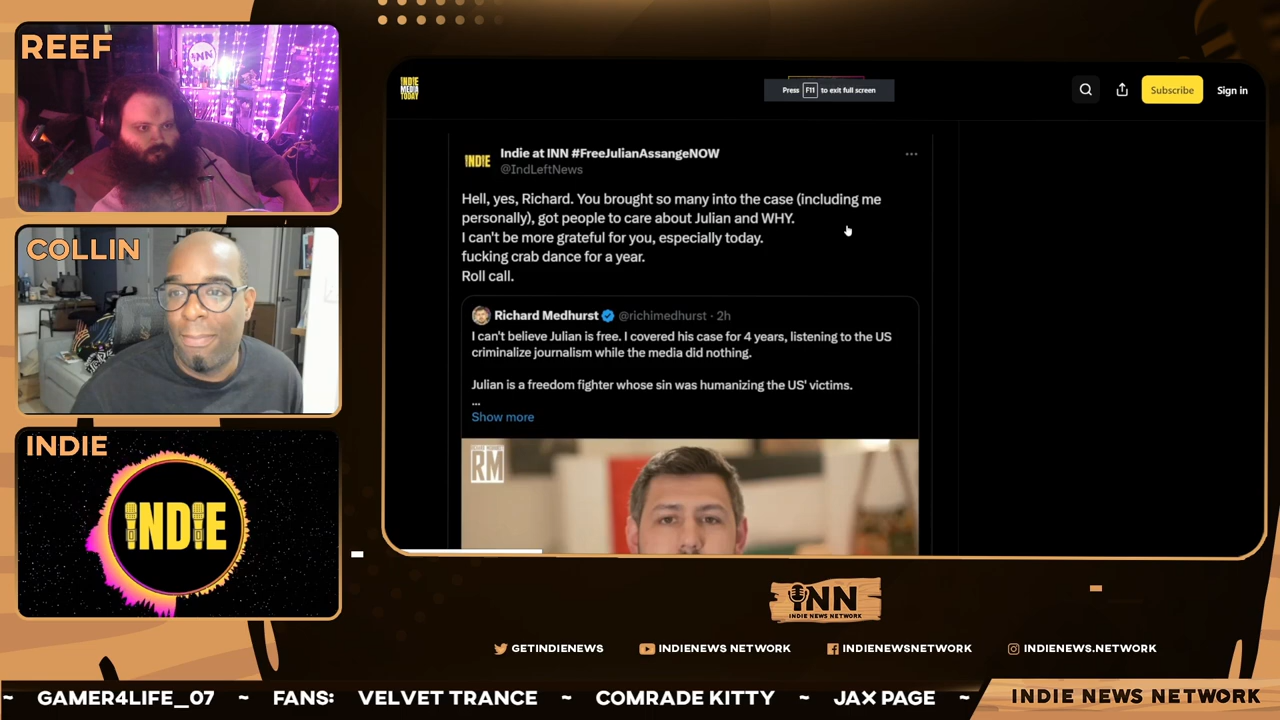 REEF
INN
COLLIN
INDIE
INDIE
INDIE
MEDIA
TODAY
Press F11 to exit full screen
Subscribe
Sign in
INDIE
Indie at INN #FreeJulianAssangeNOW
@IndLeftNews
Hell, yes, Richard. You brought so many into the case (including me
personally), got people to care about Julian and WHY.
I can't be more grateful for you, especially today.
fucking crab dance for a year.
Roll call.
Richard Medhurst @richimedhurst · 2h
I can't believe Julian is free. I covered his case for 4 years, listening to the US
criminalize journalism while the media did nothing.
Julian is a freedom fighter whose sin was humanizing the US' victims.
...
Show more
RM
INN
INDIE NEWS NETWORK
GETINDIENEWS
INDIENEWS NETWORK
INDIENEWSNETWORK
INDIENEWS.NETWORK
~ GAMER4LIFE_07 ~ FANS: VELVET TRANCE ~ COMRADE KITTY ~ JAX PAGE ~
INDIE NEWS NETWORK